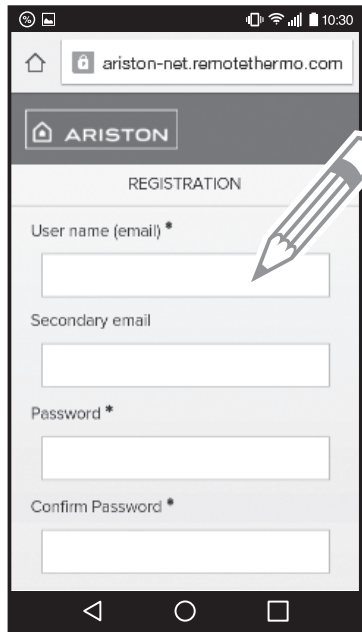 10:30
ariston-net.remotethermo.com
ARISTON
REGISTRATION
User name (email) *
Secondary email
Password *
Confirm Password *